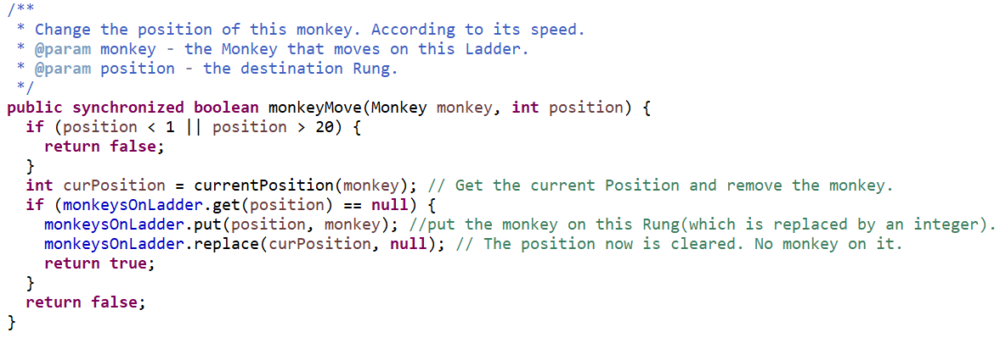 /**
 * Change the position of this monkey. According to its speed.
 * @param monkey - the Monkey that moves on this Ladder.
 * @param position - the destination Rung.
 */
public synchronized boolean monkeyMove(Monkey monkey, int position) {
  if (position < 1 || position > 20) {
    return false;
  }
  int curPosition = currentPosition(monkey); // Get the current Position and remove the monkey.
  if (monkeysOnLadder.get(position) == null) {
    monkeysOnLadder.put(position, monkey); //put the monkey on this Rung(which is replaced by an integer).
    monkeysOnLadder.replace(curPosition, null); // The position now is cleared. No monkey on it.
    return true;
  }
  return false;
}